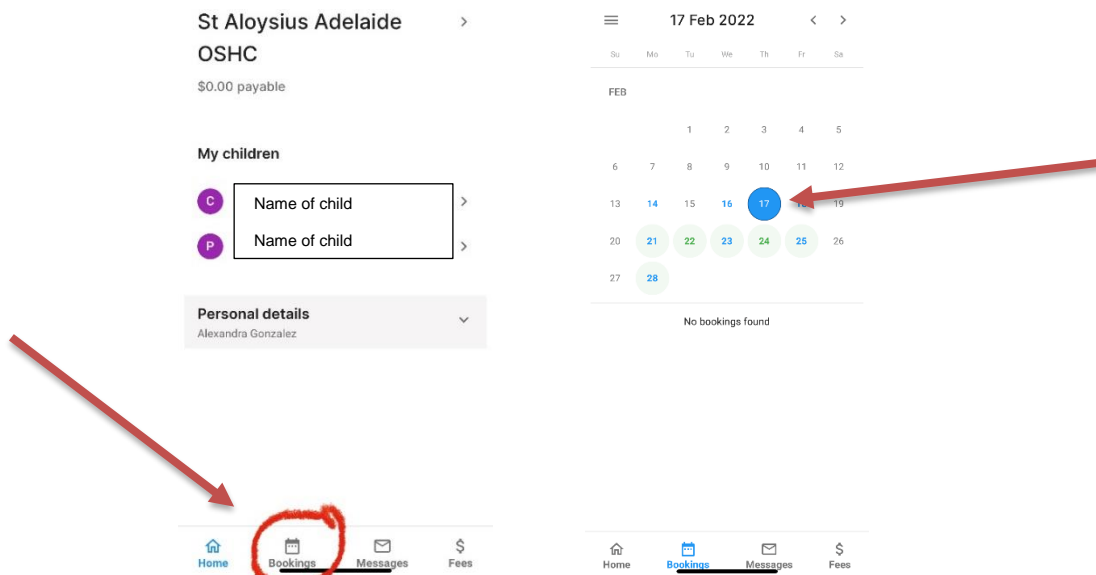 St Aloysius Adelaide
OSHC
$0.00 payable
My children
C
Name of child
P
Name of child
Personal details
Alexandra Gonzalez
Home Bookings Messages $ Fees
17 Feb 2022
Su Mo Tu We Th Fr Sa
FEB
1 2 3 4 5
6 7 8 9 10 11 12
13 14 15 16 17 19
20 21 22 23 24 25 26
27 28
No bookings found
Home Bookings Messages $ Fees